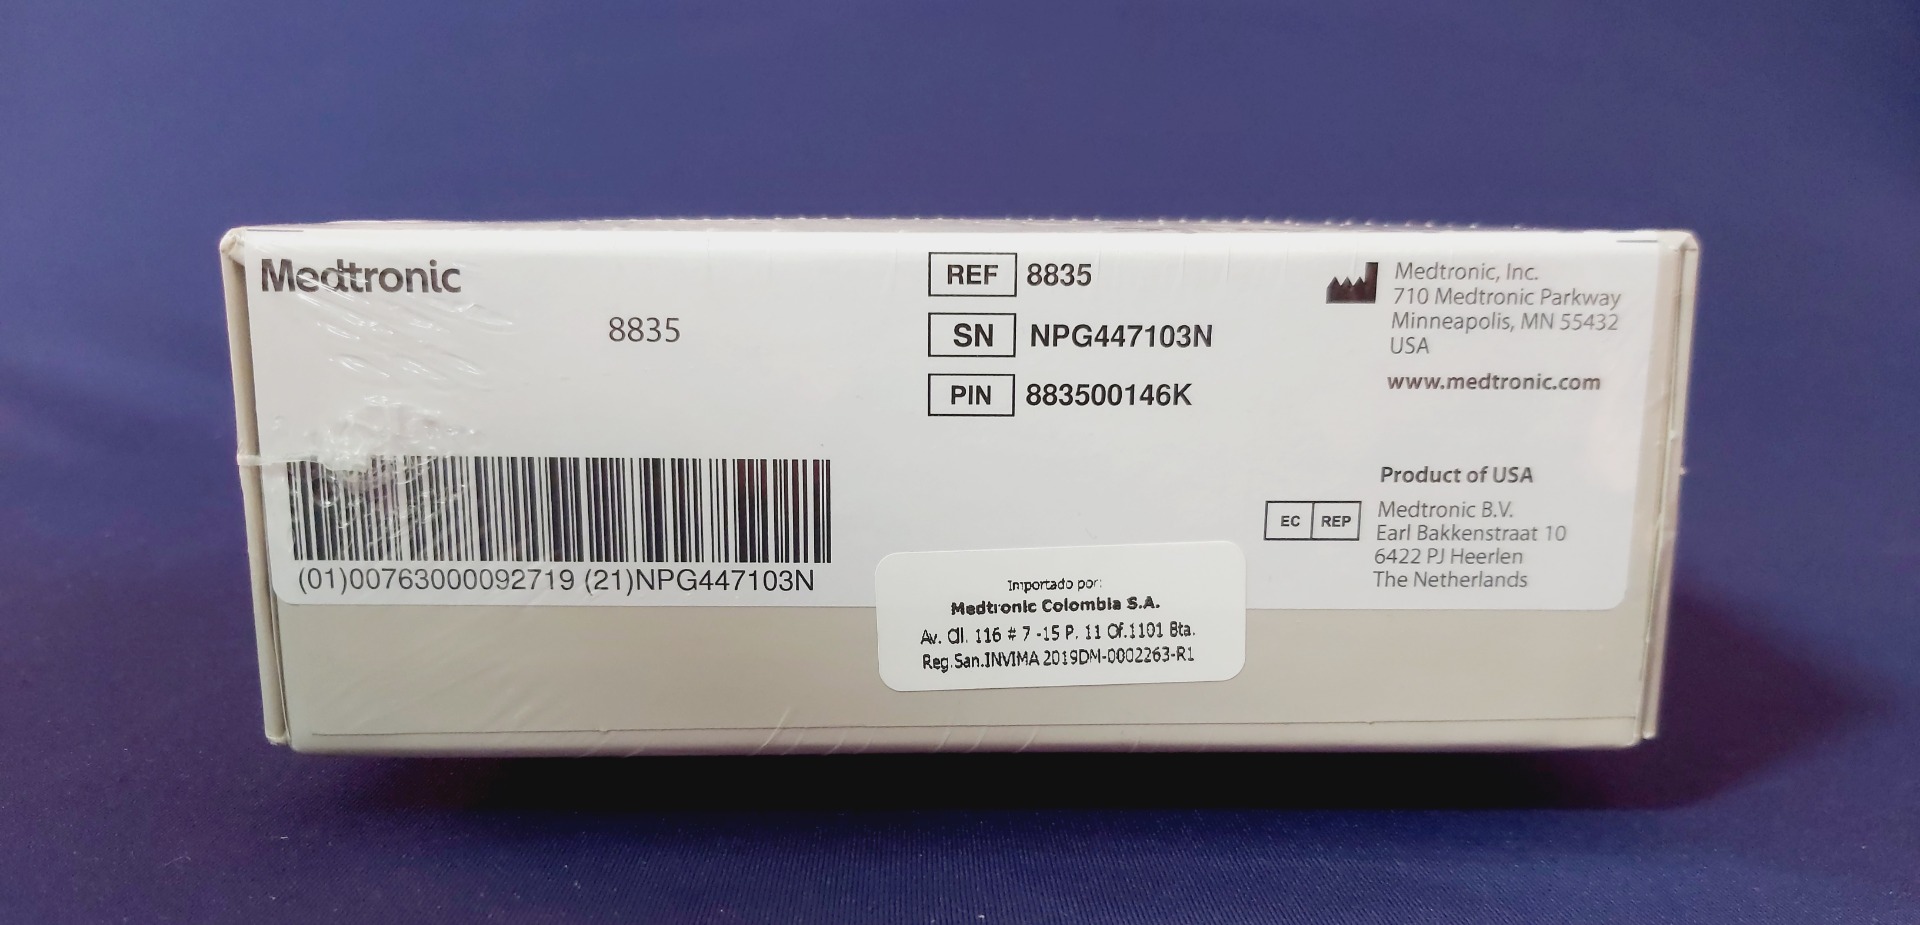 Medtronic
8835
REF 8835
SN NPG447103N
PIN 883500146K
(01)00763000092719 (21)NPG447103N
Medtronic, Inc.
710 Medtronic Parkway
Minneapolis, MN 55432
USA
www.medtronic.com
Product of USA
EC REP
Medtronic B.V.
Earl Bakkenstraat 10
6422 PJ Heerlen
The Netherlands
Importado por:
Medtronic Colombia S.A.
Av. Cll. 116 # 7 -15 P. 11 Of.1101 Bta.
Reg.San.INVIMA 2019DM-0002263-R1